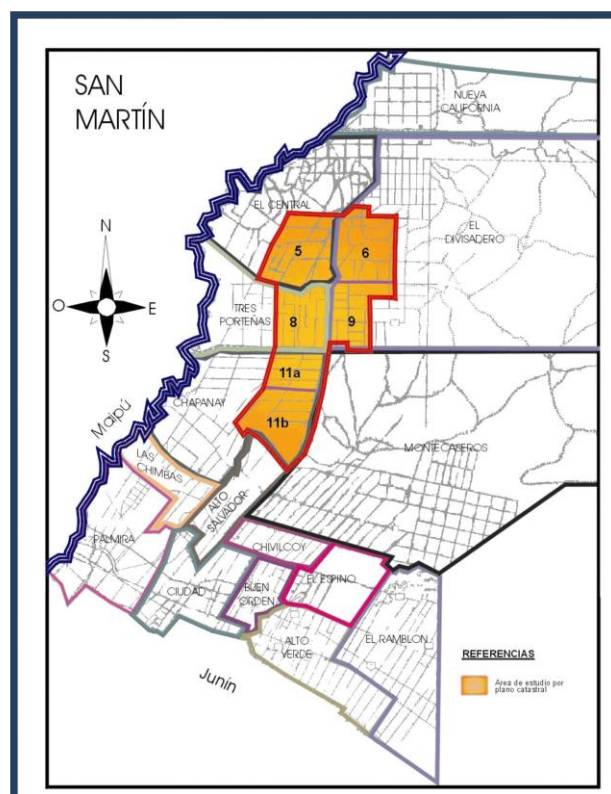 SAN
MARTÍN
NUEVA
CALIFORNIA
EL CENTRAL
EL
DIVISADERO
N
O
E
S
5
6
TRES
PORTEÑAS
8
9
11a
CHAPANAY
11b
Maipú
MONTECASEROS
LAS
CHIMBAS
ALTO
SALVADOR
PALMIRA
CHIVILCOY
CIUDAD
BUEN
ORDEN
EL ESPINO
ALTO
VERDE
EL RAMBLON
Junín
REFERENCIAS
Area de estudio por
plano catastral